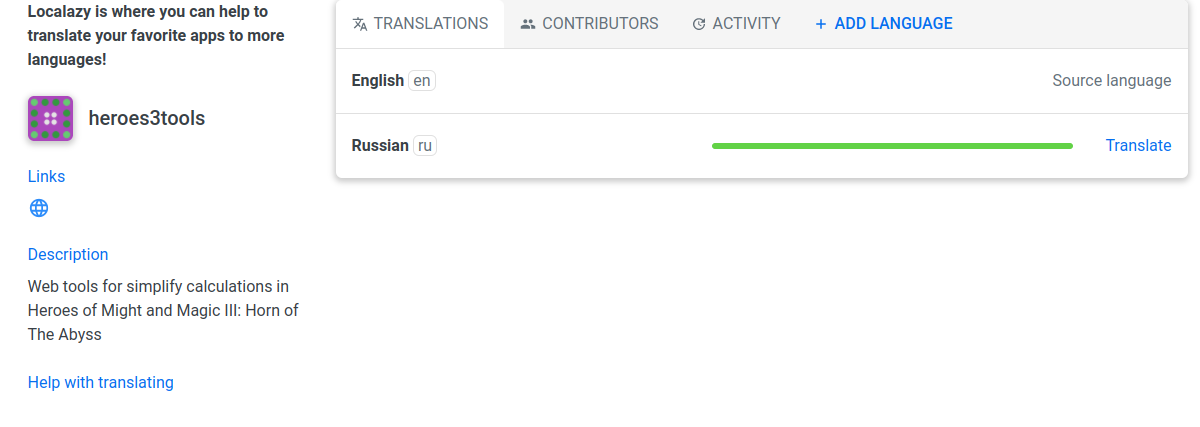 Localazy is where you can help to
translate your favorite apps to more
languages!
heroes3tools
Links
Description
Web tools for simplify calculations in
Heroes of Might and Magic III: Horn of
The Abyss
Help with translating
TRANSLATIONS CONTRIBUTORS ACTIVITY + ADD LANGUAGE
English en Source language
Russian ru Translate